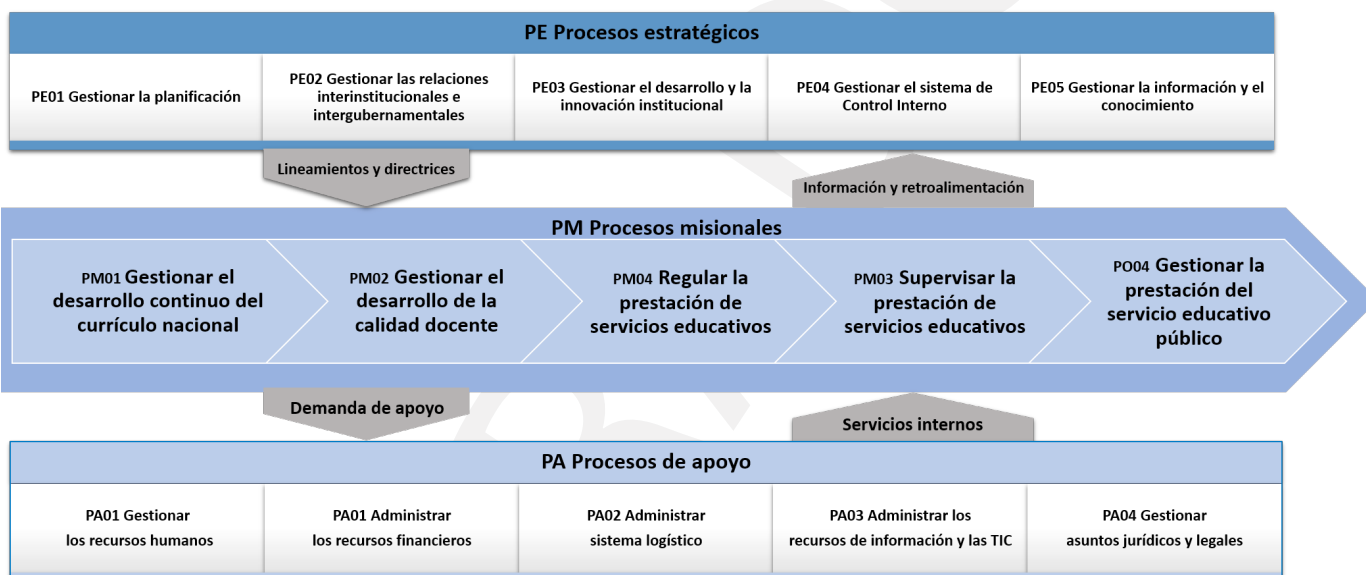 PE Procesos estratégicos
PE01 Gestionar la planificación
PE02 Gestionar las relaciones
interinstitucionales e
intergubernamentales
PE03 Gestionar el desarrollo y la
innovación institucional
PE04 Gestionar el sistema de
Control Interno
PE05 Gestionar la información y el
conocimiento
Lineamientos y directrices
Información y retroalimentación
PM Procesos misionales
PM01 Gestionar el
desarrollo continuo del
currículo nacional
PM02 Gestionar el
desarrollo de la
calidad docente
PM04 Regular la
prestación de
servicios educativos
PM03 Supervisar la
prestación de
servicios educativos
PO04 Gestionar la
prestación del
servicio educativo
público
Demanda de apoyo
Servicios internos
PA Procesos de apoyo
PA01 Gestionar
los recursos humanos
PA01 Administrar
los recursos financieros
PA02 Administrar
sistema logístico
PA03 Administrar los
recursos de información y las TIC
PA04 Gestionar
asuntos jurídicos y legales